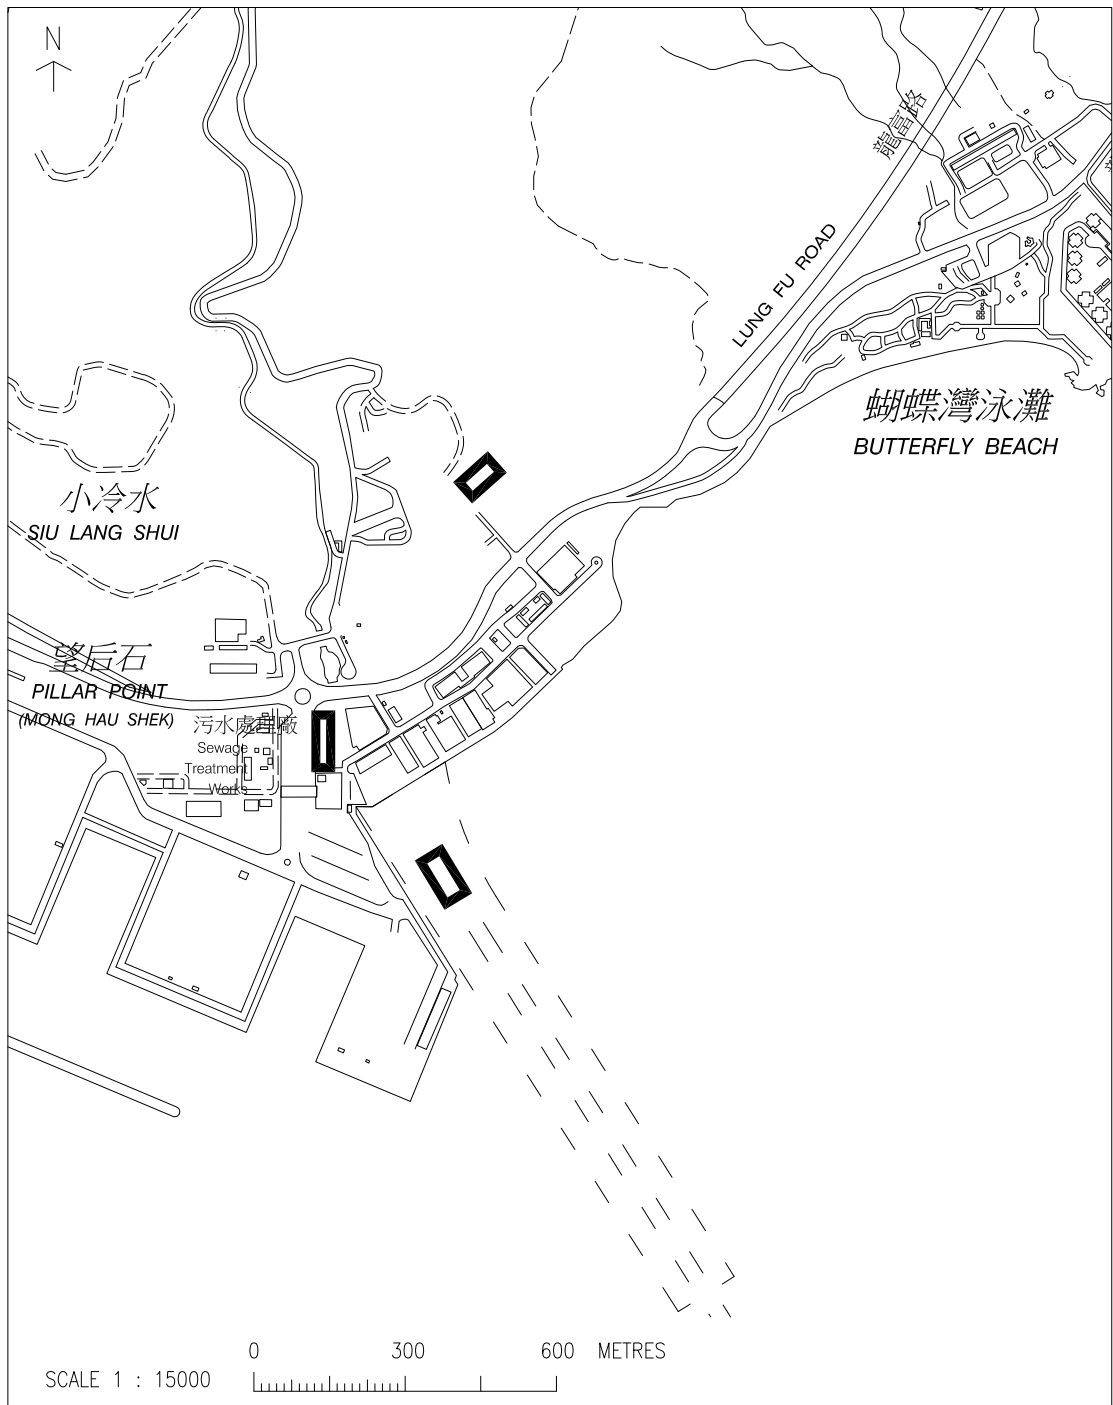 N
龍富路
LUNG FU ROAD
蝴蝶灣泳灘
BUTTERFLY BEACH
小冷水
SIU LANG SHUI
望后石
PILLAR POINT
(MONG HAU SHEK)
污水處理廠
Sewage
Treatment
Works
0 300 600 METRES
SCALE 1 : 15000